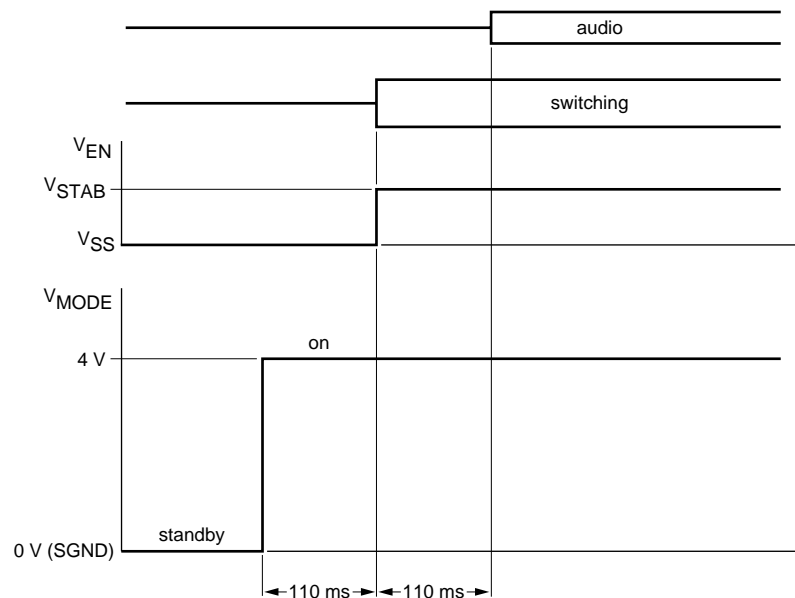 audio
switching
VEN
VSTAB
VSS
VMODE
on
4 V
standby
0 V (SGND)
110 ms 110 ms